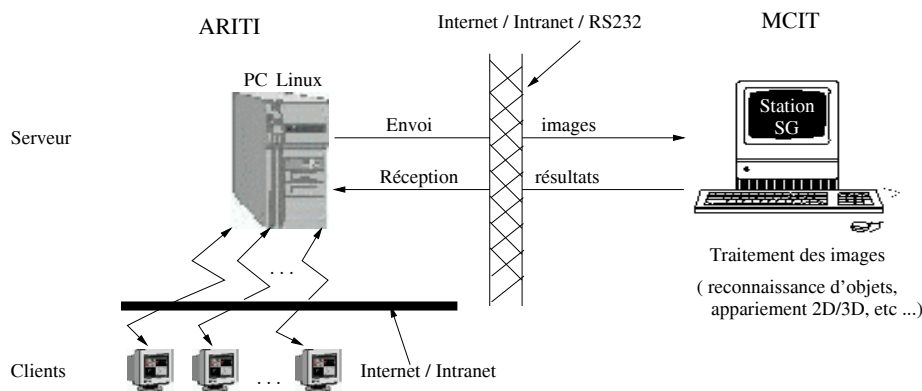 ARITI
Internet / Intranet / RS232
MCIT
PC Linux
Station
SG
Serveur
Envoi
images
Réception
résultats
Traitement des images
( reconnaissance d'objets,
appariement 2D/3D, etc ...)
. . .
Clients
. . .
Internet / Intranet